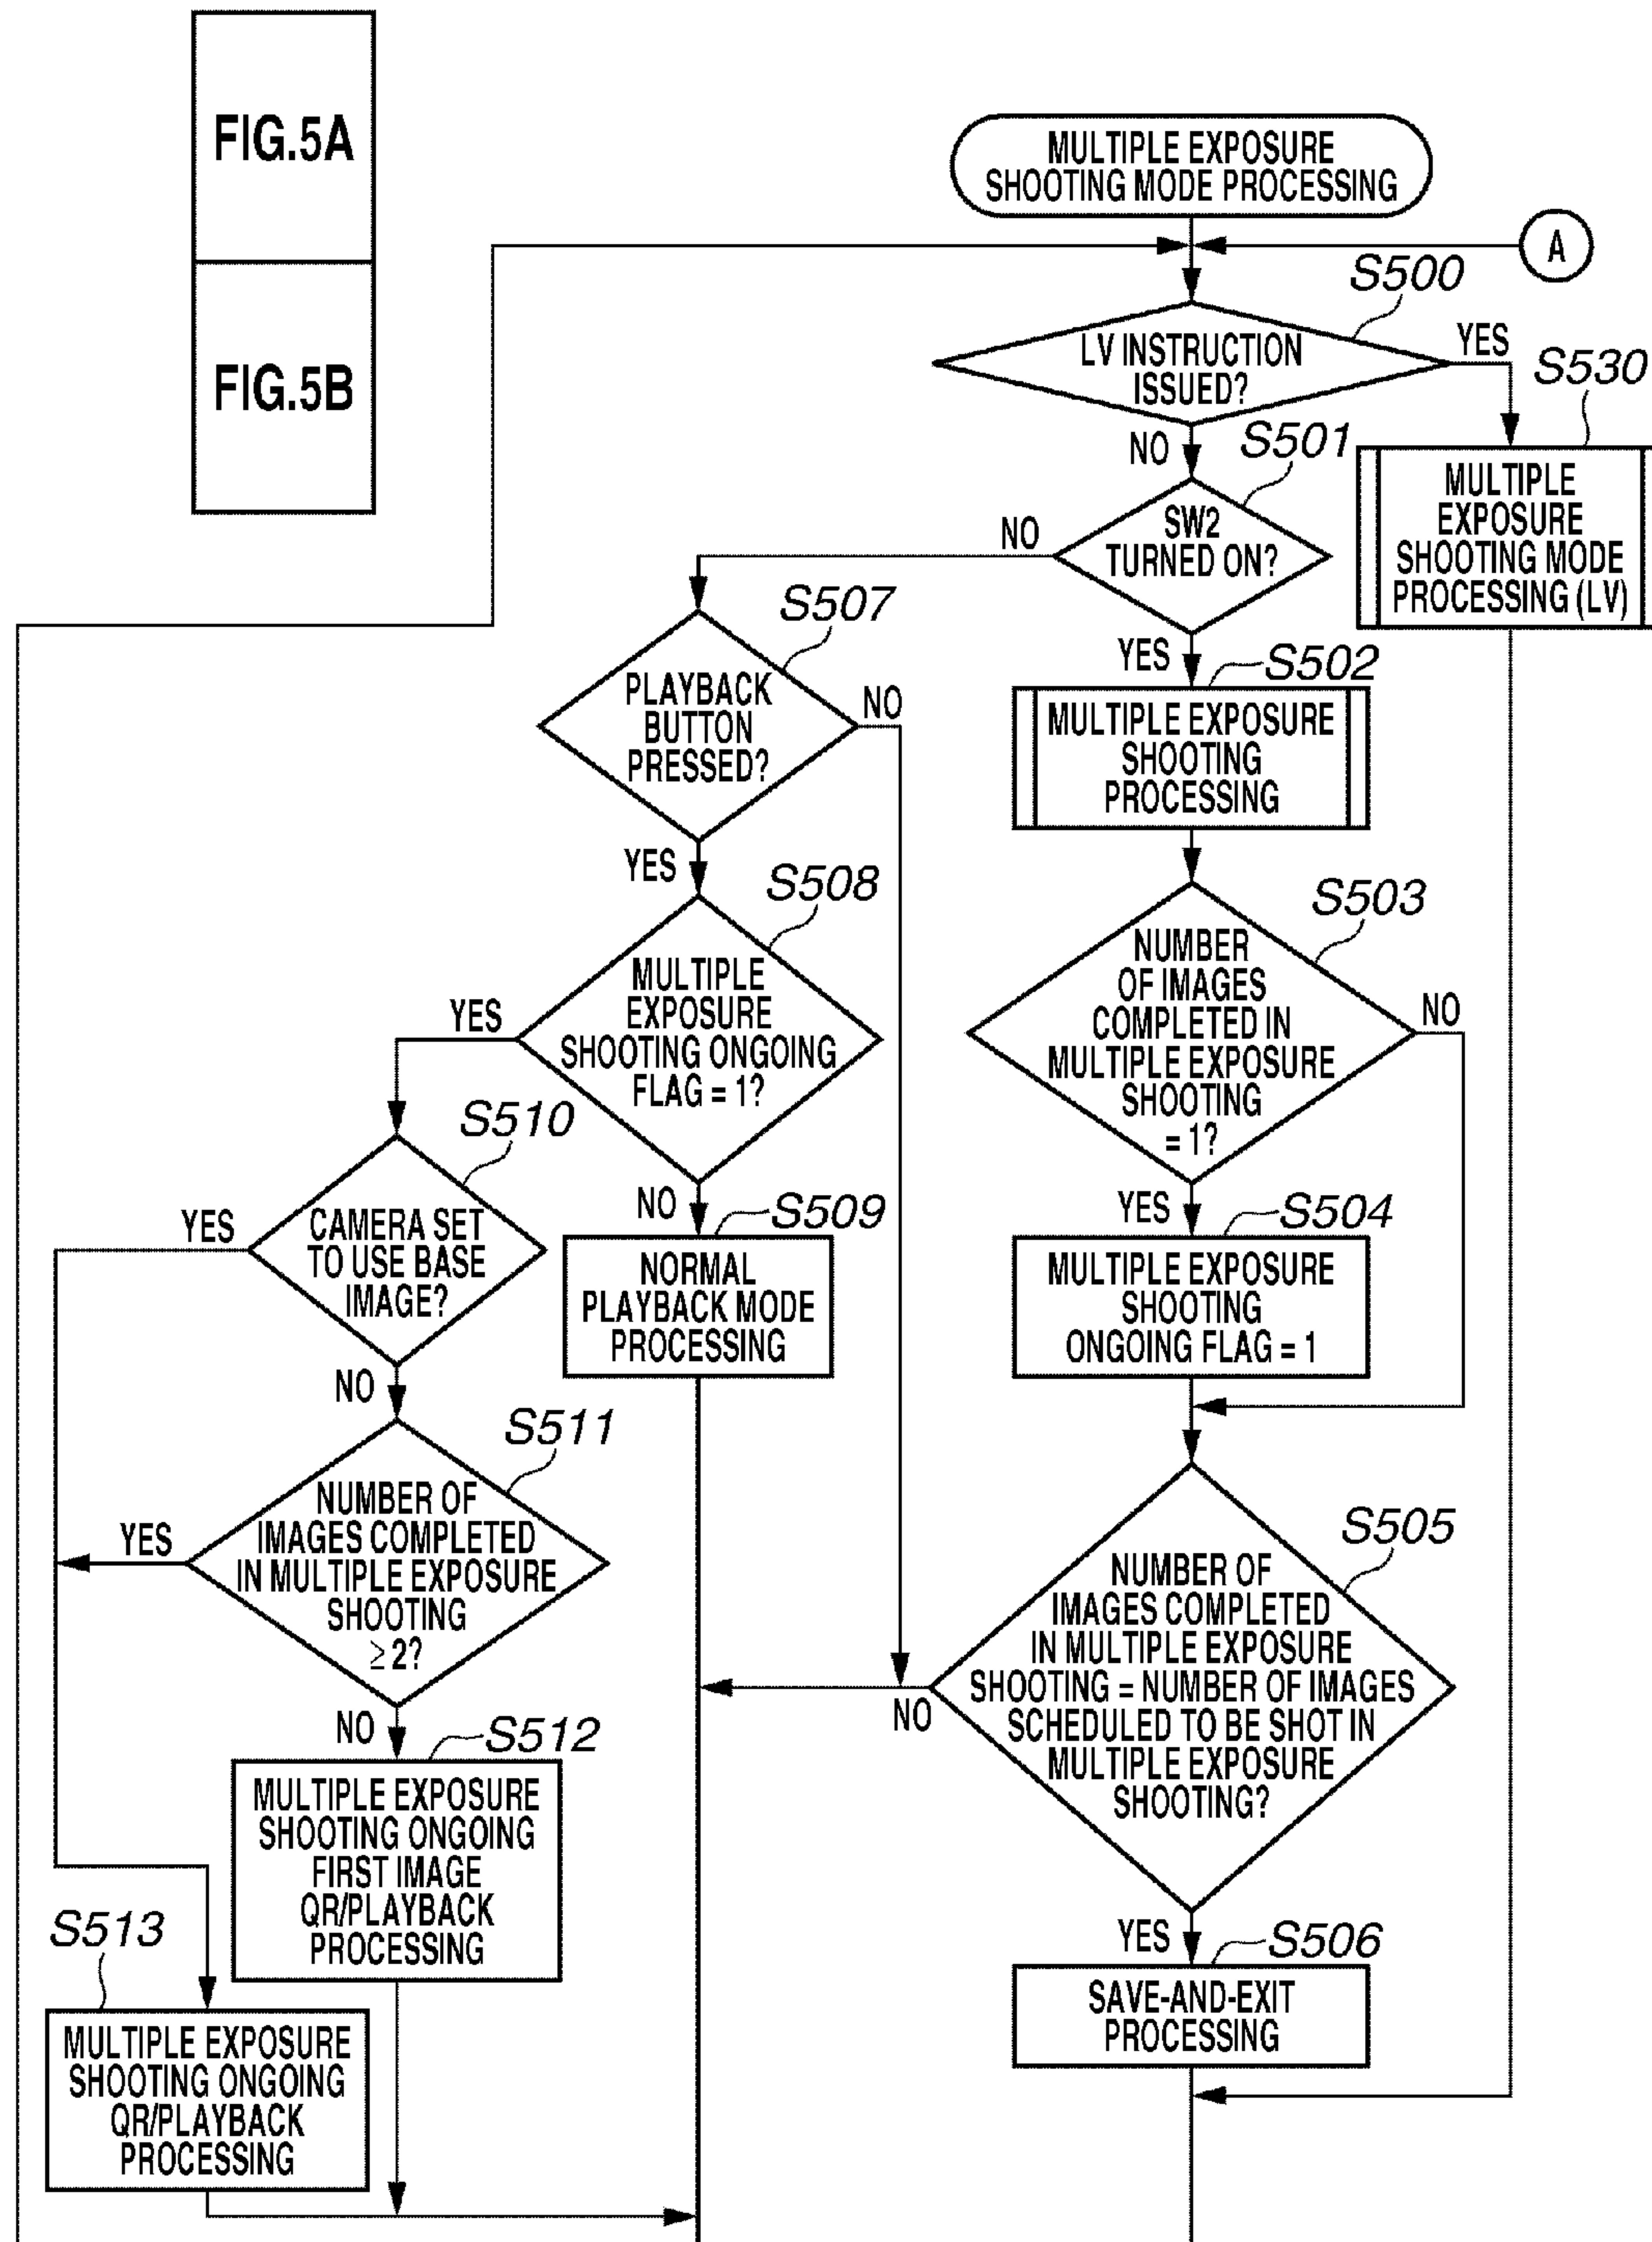 FIG.5A
FIG.5B
MULTIPLE EXPOSURE
SHOOTING MODE PROCESSING
A
S500
LV INSTRUCTION
ISSUED?
YES
NO
S530
MULTIPLE
EXPOSURE
SHOOTING MODE
PROCESSING (LV)
S501
SW2
TURNED ON?
NO
YES
S507
PLAYBACK
BUTTON
PRESSED?
NO
YES
S502
MULTIPLE EXPOSURE
SHOOTING
PROCESSING
S508
MULTIPLE
EXPOSURE
SHOOTING ONGOING
FLAG = 1?
YES
NO
S503
NUMBER
OF IMAGES
COMPLETED IN
MULTIPLE EXPOSURE
SHOOTING
= 1?
NO
YES
S510
CAMERA SET
TO USE BASE
IMAGE?
YES
NO
S509
NORMAL
PLAYBACK MODE
PROCESSING
S504
MULTIPLE EXPOSURE
SHOOTING
ONGOING FLAG = 1
S511
NUMBER OF
IMAGES COMPLETED
IN MULTIPLE EXPOSURE
SHOOTING
≥ 2?
YES
NO
S505
NUMBER OF
IMAGES COMPLETED
IN MULTIPLE EXPOSURE
SHOOTING = NUMBER OF IMAGES
SCHEDULED TO BE SHOT IN
MULTIPLE EXPOSURE
SHOOTING?
NO
YES
S512
MULTIPLE EXPOSURE
SHOOTING ONGOING
FIRST IMAGE
QR/PLAYBACK
PROCESSING
S513
MULTIPLE EXPOSURE
SHOOTING ONGOING
QR/PLAYBACK
PROCESSING
S506
SAVE-AND-EXIT
PROCESSING